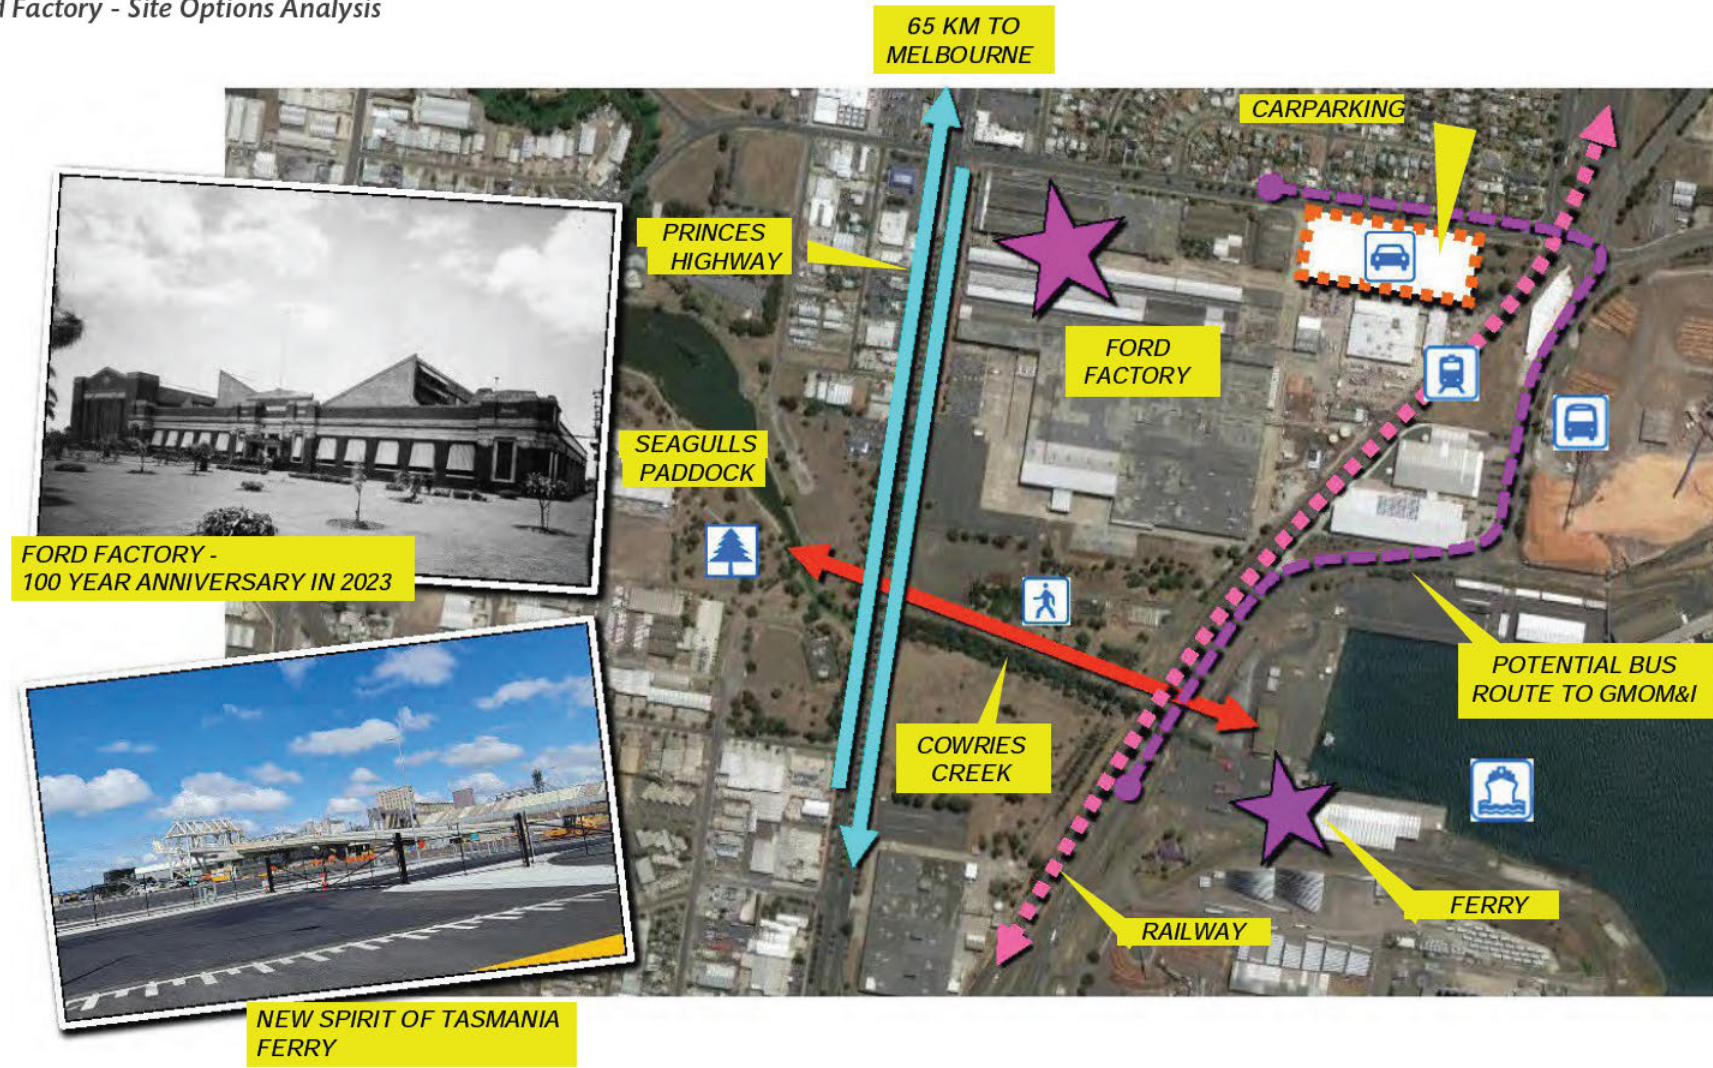 Factory - Site Options Analysis
65 KM TO
MELBOURNE
CARPARKING
PRINCES
HIGHWAY
FORD
FACTORY
SEAGULLS
PADDOCK
FORD FACTORY -
100 YEAR ANNIVERSARY IN 2023
POTENTIAL BUS
ROUTE TO GMOM&I
COWRIES
CREEK
FERRY
RAILWAY
NEW SPIRIT OF TASMANIA
FERRY